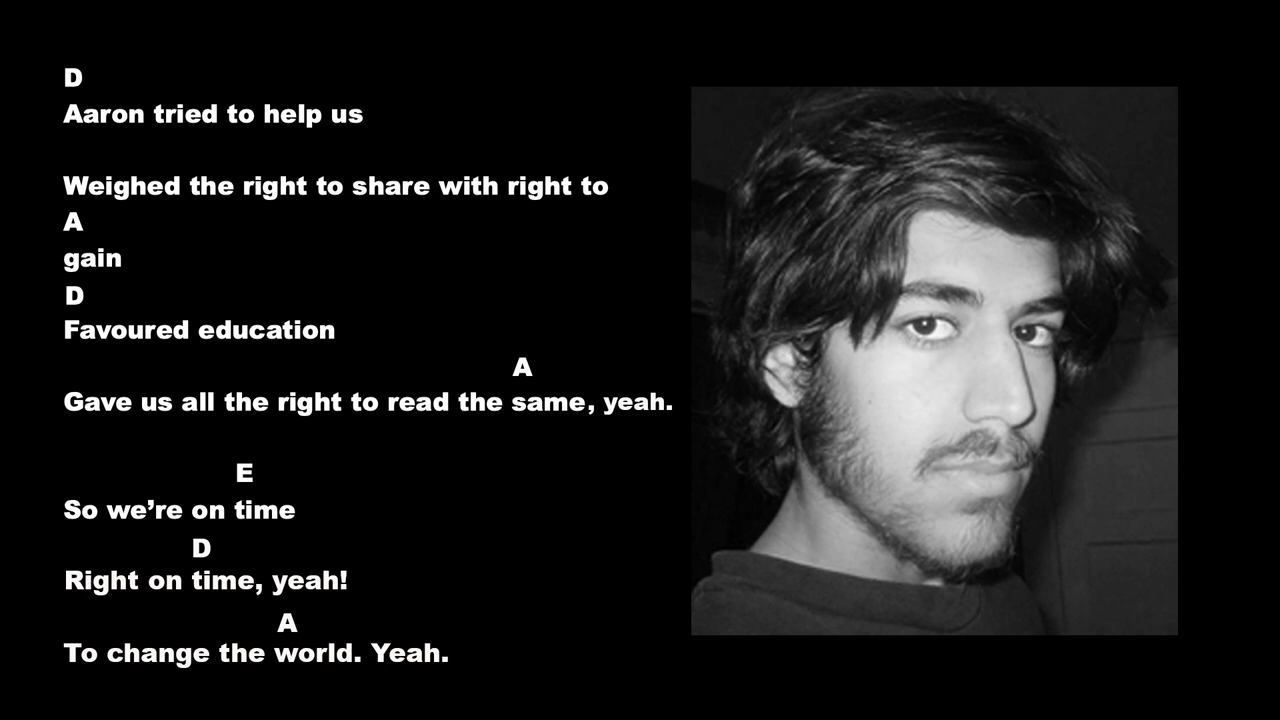 D
Aaron tried to help us
Weighed the right to share with right to
A
gain
D
Favoured education
A
Gave us all the right to read the same, yeah.
E
So we’re on time
D
Right on time, yeah!
A
To change the world. Yeah.